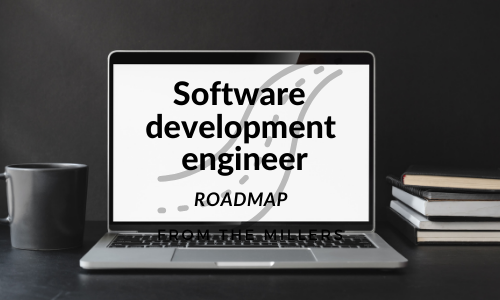 Software
development
engineer
ROADMAP
FROM THE MILLERS